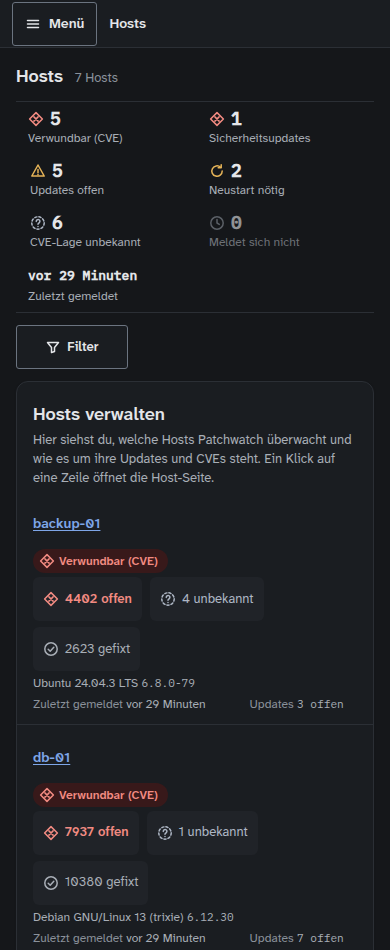 Menü Hosts
Hosts 7 Hosts
5 1
Verwundbar (CVE) Sicherheitsupdates
5 2
Updates offen Neustart nötig
6 0
CVE-Lage unbekannt Meldet sich nicht
vor 29 Minuten
Zuletzt gemeldet
Filter
Hosts verwalten
Hier siehst du, welche Hosts Patchwatch überwacht und
wie es um ihre Updates und CVEs steht. Ein Klick auf
eine Zeile öffnet die Host-Seite.
backup-01
Verwundbar (CVE)
4402 offen 4 unbekannt
2623 gefixt
Ubuntu 24.04.3 LTS 6.8.0-79
Zuletzt gemeldet vor 29 Minuten Updates 3 offen
db-01
Verwundbar (CVE)
7937 offen 1 unbekannt
10380 gefixt
Debian GNU/Linux 13 (trixie) 6.12.30
Zuletzt gemeldet vor 29 Minuten Updates 7 offen